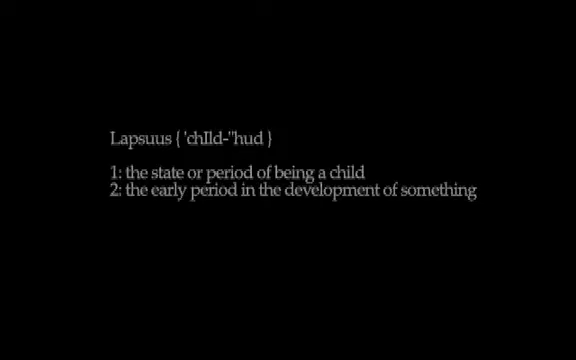 Lapsuus { 'chIld-"hud }
1: the state or period of being a child
2: the early period in the development of something